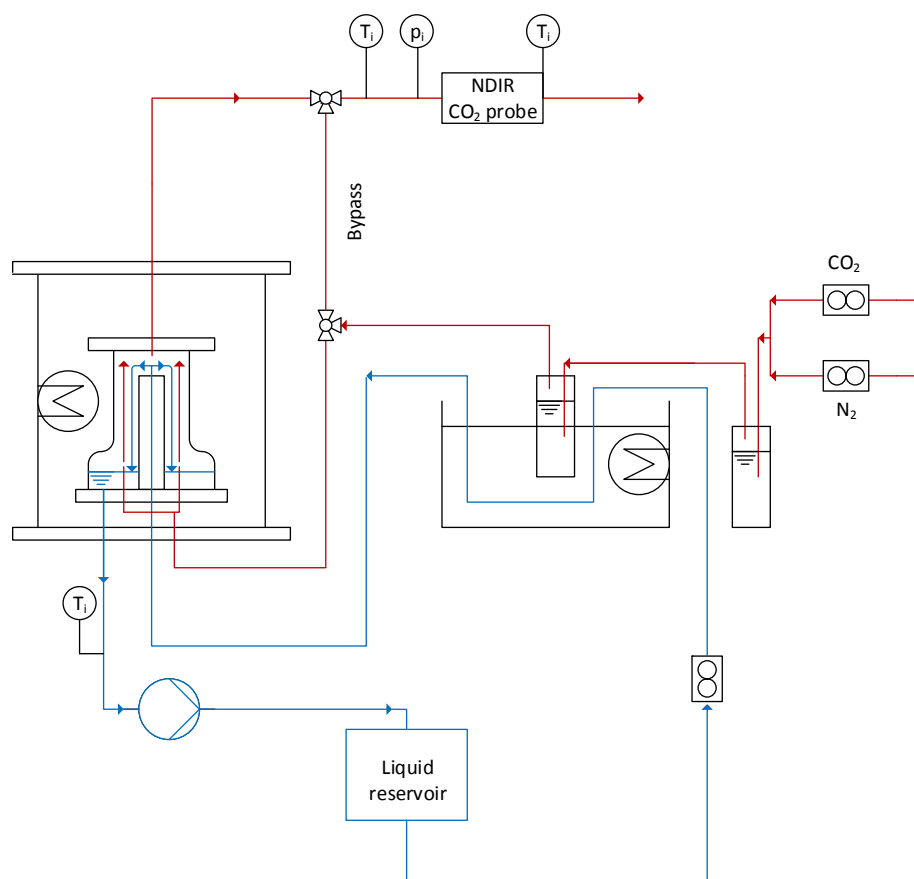 Tᵢ
pᵢ
Tᵢ
NDIR
CO₂ probe
Bypass
CO₂
N₂
Tᵢ
Liquid
reservoir